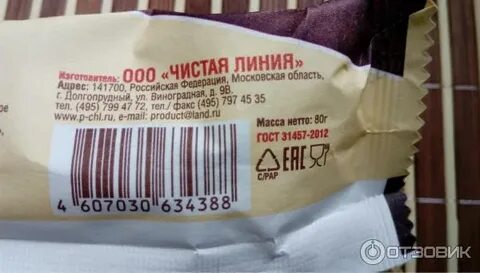 Изготовитель: ООО «ЧИСТАЯ ЛИНИЯ»
Адрес: 141700, Российская Федерация, Московская область,
г. Долгопрудный, ул. Виноградная, д. 9В.
тел. (495) 799 44 72, тел./ факс (495) 797 45 35
www.p-chl.ru, e-mail: product@land.ru
Масса нетто: 80г
ГОСТ 31457-2012
EAC
C/PAP
4 607030 634388
ОТЗОВИК